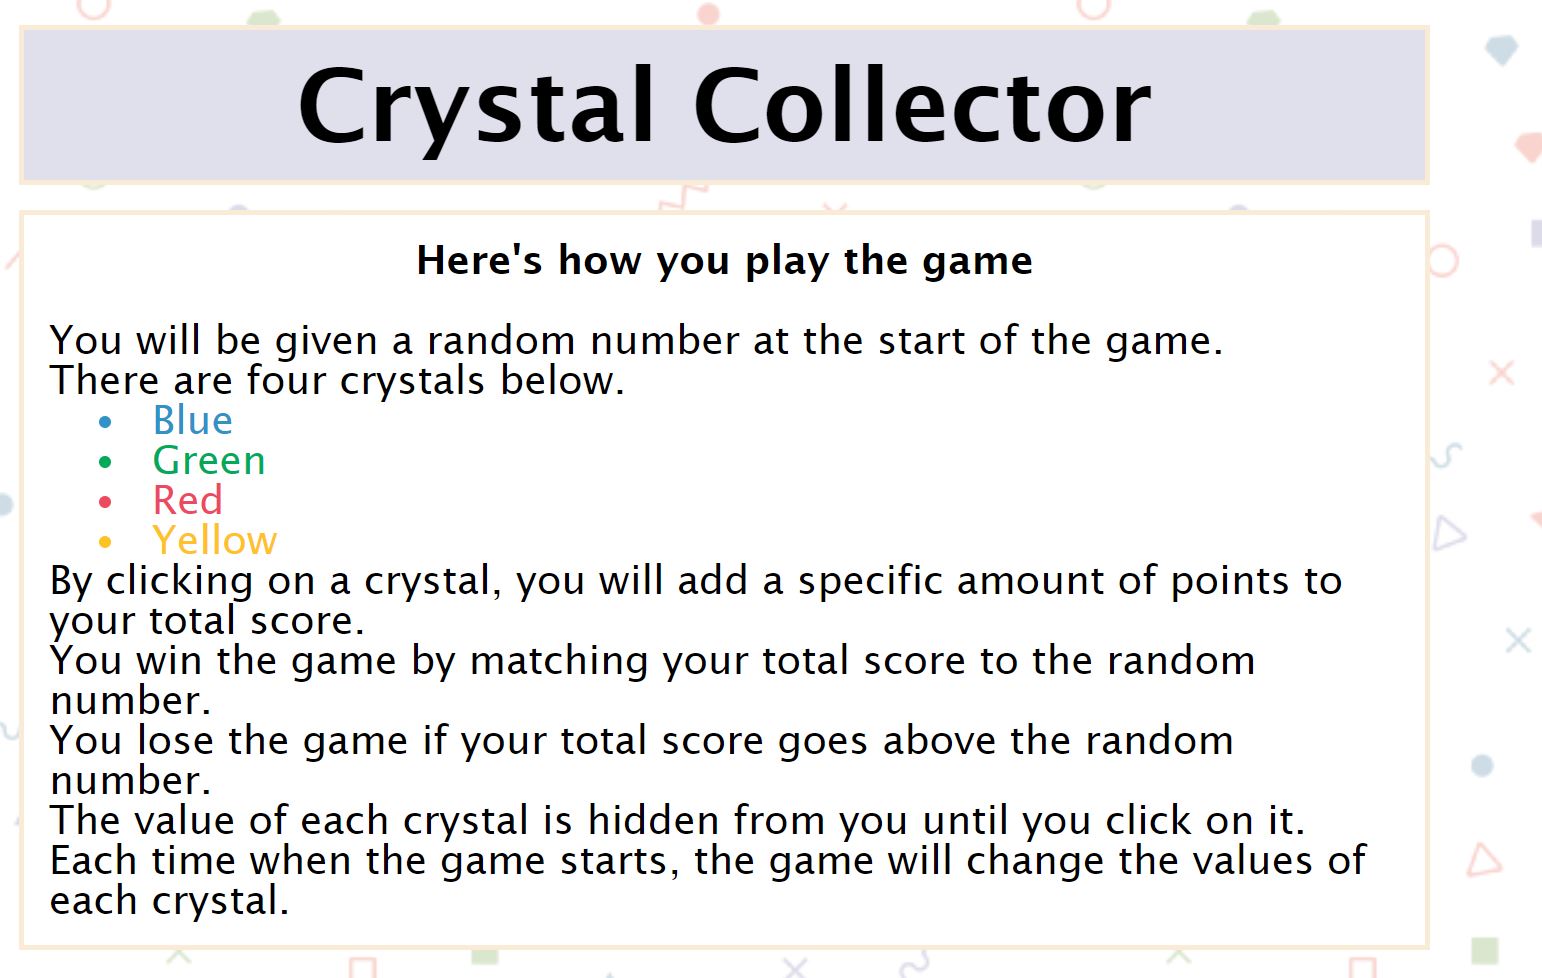 Crystal Collector
Here's how you play the game
You will be given a random number at the start of the game.
There are four crystals below.
• Blue
• Green
• Red
• Yellow
By clicking on a crystal, you will add a specific amount of points to
your total score.
You win the game by matching your total score to the random
number.
You lose the game if your total score goes above the random
number.
The value of each crystal is hidden from you until you click on it.
Each time when the game starts, the game will change the values of
each crystal.